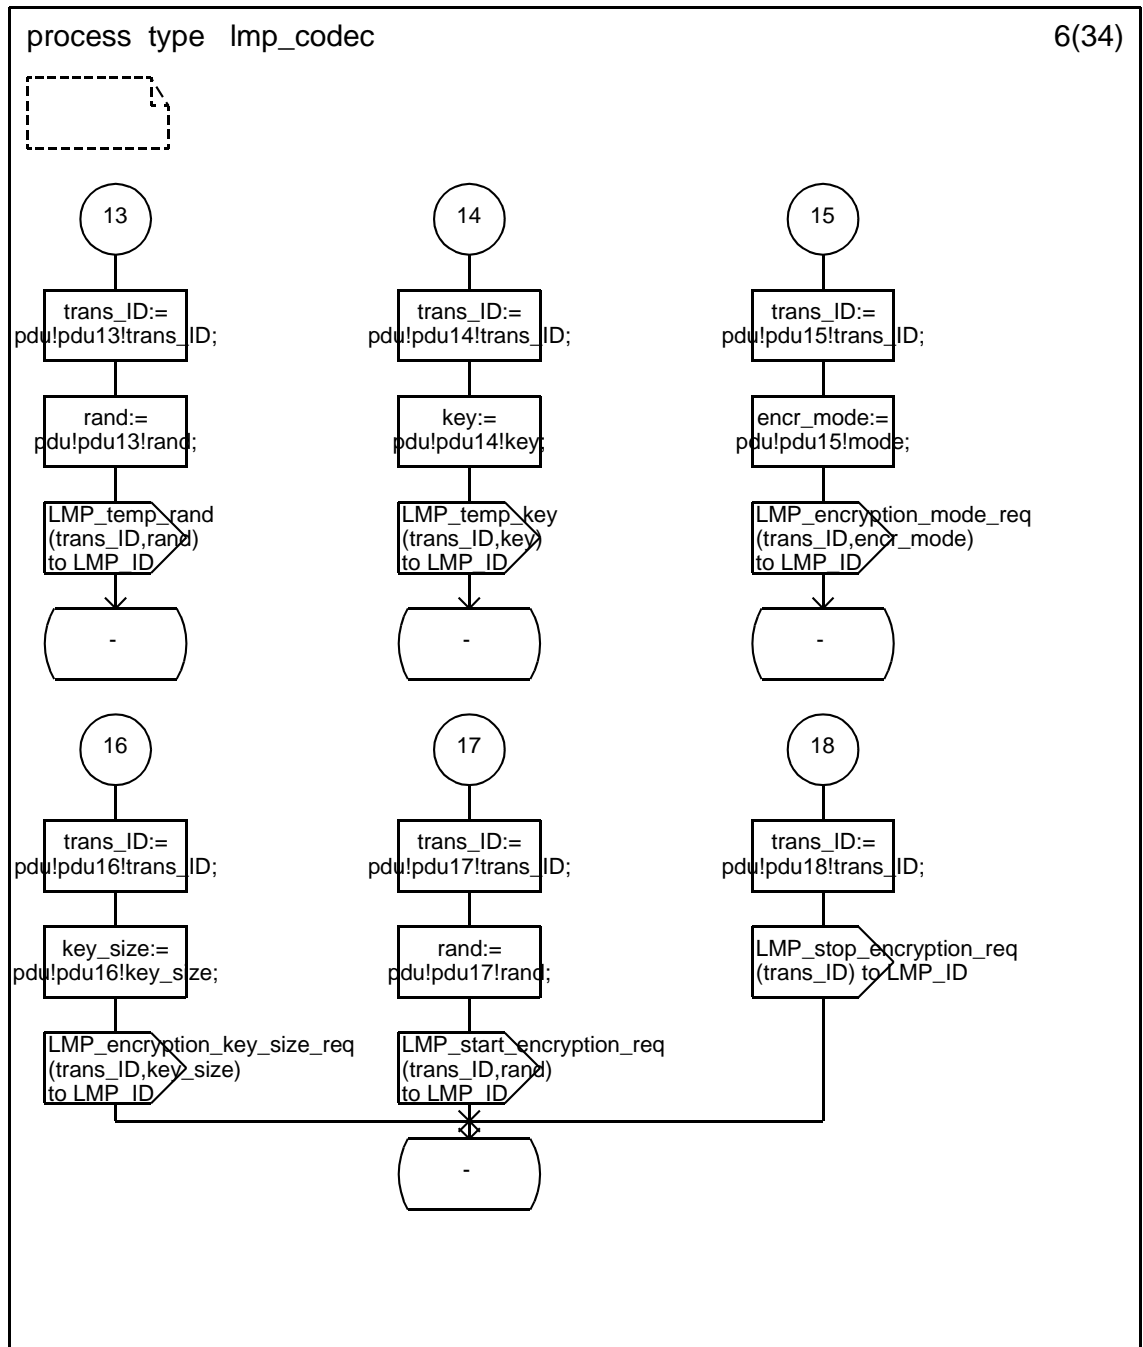 process type lmp_codec
6(34)
13
trans_ID:=
pdu!pdu13!trans_ID;
rand:=
pdu!pdu13!rand;
LMP_temp_rand
(trans_ID,rand)
to LMP_ID
-
14
trans_ID:=
pdu!pdu14!trans_ID;
key:=
pdu!pdu14!key;
LMP_temp_key
(trans_ID,key)
to LMP_ID
-
15
trans_ID:=
pdu!pdu15!trans_ID;
encr_mode:=
pdu!pdu15!mode;
LMP_encryption_mode_req
(trans_ID,encr_mode)
to LMP_ID
-
16
trans_ID:=
pdu!pdu16!trans_ID;
key_size:=
pdu!pdu16!key_size;
LMP_encryption_key_size_req
(trans_ID,key_size)
to LMP_ID
17
trans_ID:=
pdu!pdu17!trans_ID;
rand:=
pdu!pdu17!rand;
LMP_start_encryption_req
(trans_ID,rand)
to LMP_ID
18
trans_ID:=
pdu!pdu18!trans_ID;
LMP_stop_encryption_req
(trans_ID) to LMP_ID
-